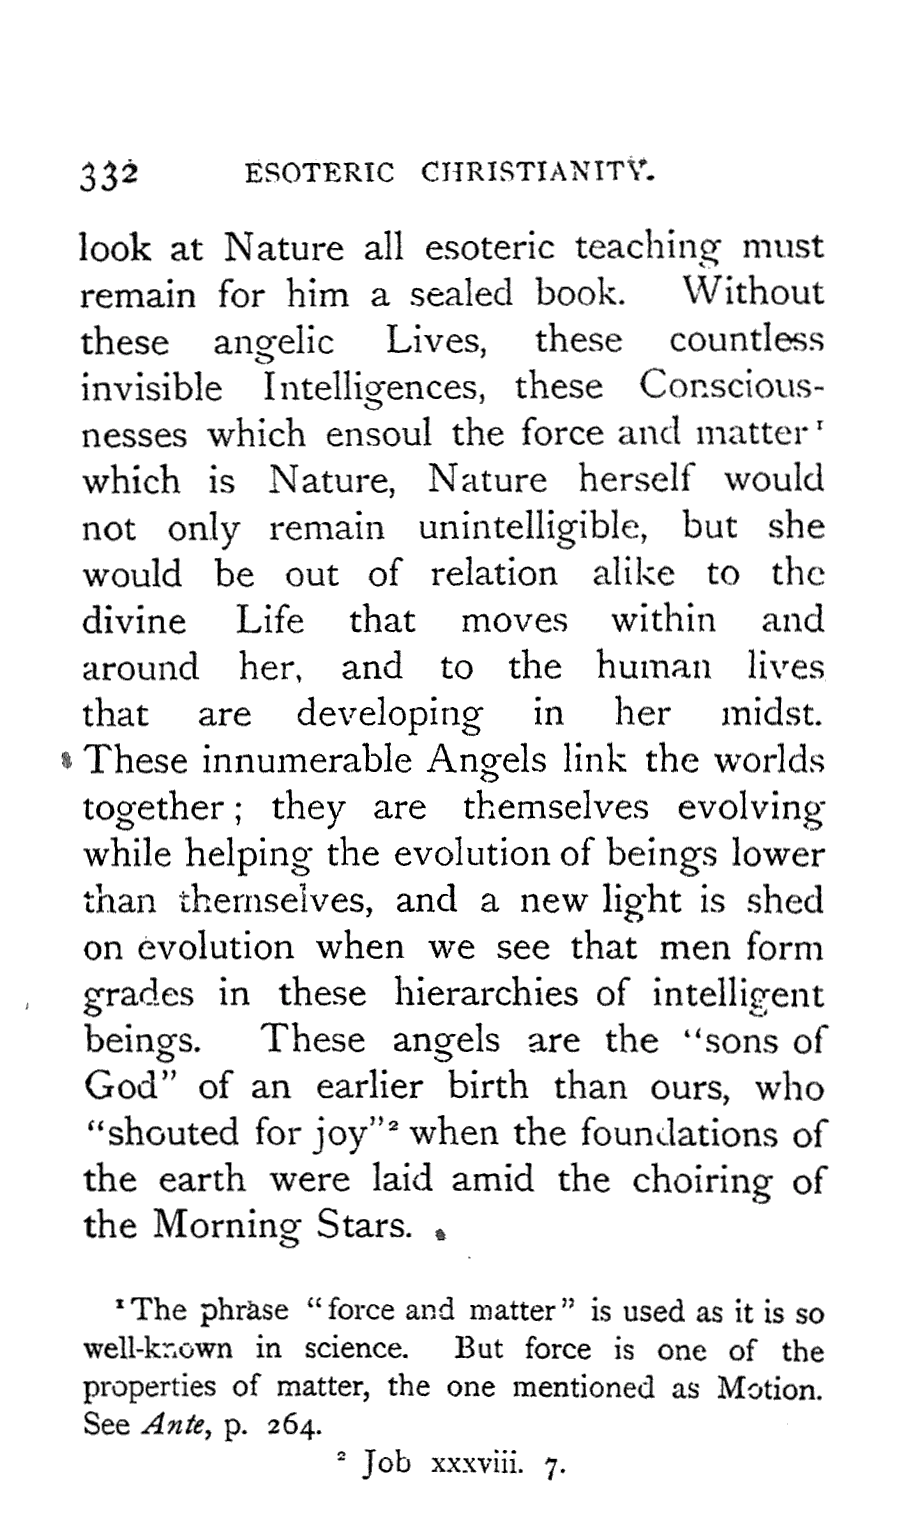 332 ESOTERIC CHRISTIANITY.
look at Nature all esoteric teaching must
remain for him a sealed book. Without
these angelic Lives, these countless
invisible Intelligences, these Conscious-
nesses which ensoul the force and matter¹
which is Nature, Nature herself would
not only remain unintelligible, but she
would be out of relation alike to the
divine Life that moves within and
around her, and to the human lives
that are developing in her midst.
These innumerable Angels link the worlds
together; they are themselves evolving
while helping the evolution of beings lower
than themselves, and a new light is shed
on evolution when we see that men form
grades in these hierarchies of intelligent
beings. These angels are the “sons of
God” of an earlier birth than ours, who
“shouted for joy”² when the foundations of
the earth were laid amid the choiring of
the Morning Stars.
¹ The phrase “force and matter” is used as it is so
well-known in science. But force is one of the
properties of matter, the one mentioned as Motion.
See Ante, p. 264.
² Job xxxviii. 7.